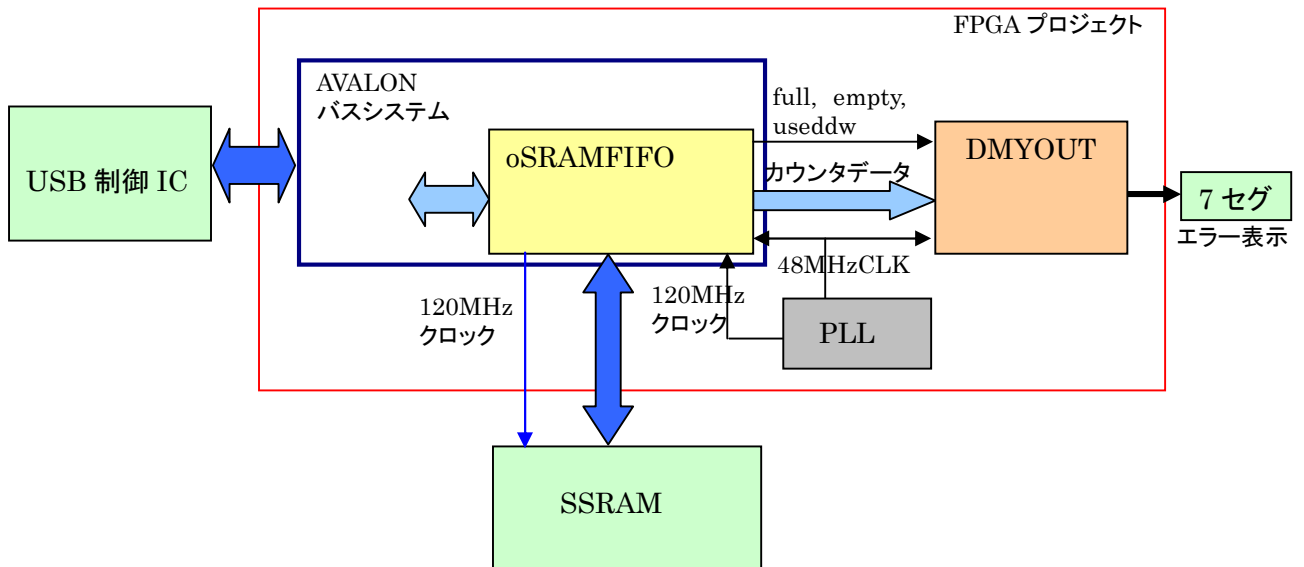 FPGA プロジェクト
AVALON
バスシステム
full, empty,
useddw
USB 制御 IC
oSRAMFIFO
DMYOUT
カウンタデータ
7 セグ
エラー表示
48MHzCLK
120MHz
クロック
120MHz
クロック
PLL
SSRAM